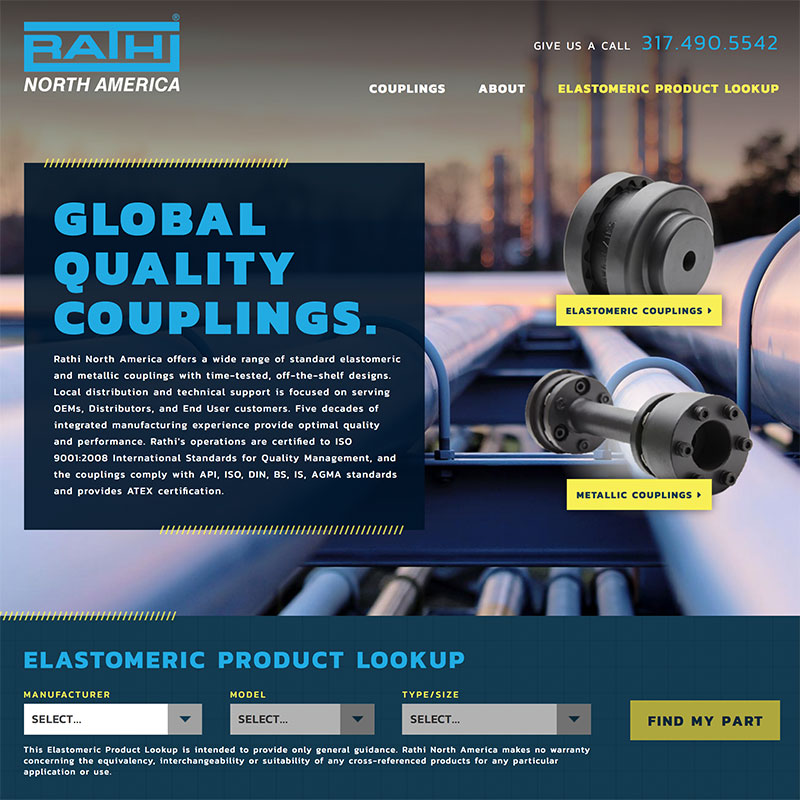 RATHI®
NORTH AMERICA
GIVE US A CALL 317.490.5542
COUPLINGS ABOUT ELASTOMERIC PRODUCT LOOKUP
GLOBAL
QUALITY
COUPLINGS.
Rathi North America offers a wide range of standard elastomeric
and metallic couplings with time-tested, off-the-shelf designs.
Local distribution and technical support is focused on serving
OEMs, Distributors, and End User customers. Five decades of
integrated manufacturing experience provide optimal quality
and performance. Rathi's operations are certified to ISO
9001:2008 International Standards for Quality Management, and
the couplings comply with API, ISO, DIN, BS, IS, AGMA standards
and provides ATEX certification.
ELASTOMERIC COUPLINGS
METALLIC COUPLINGS
ELASTOMERIC PRODUCT LOOKUP
MANUFACTURER MODEL TYPE/SIZE
SELECT... SELECT... SELECT...
FIND MY PART
This Elastomeric Product Lookup is intended to provide only general guidance. Rathi North America makes no warranty
concerning the equivalency, interchangeability or suitability of any cross-referenced products for any particular
application or use.